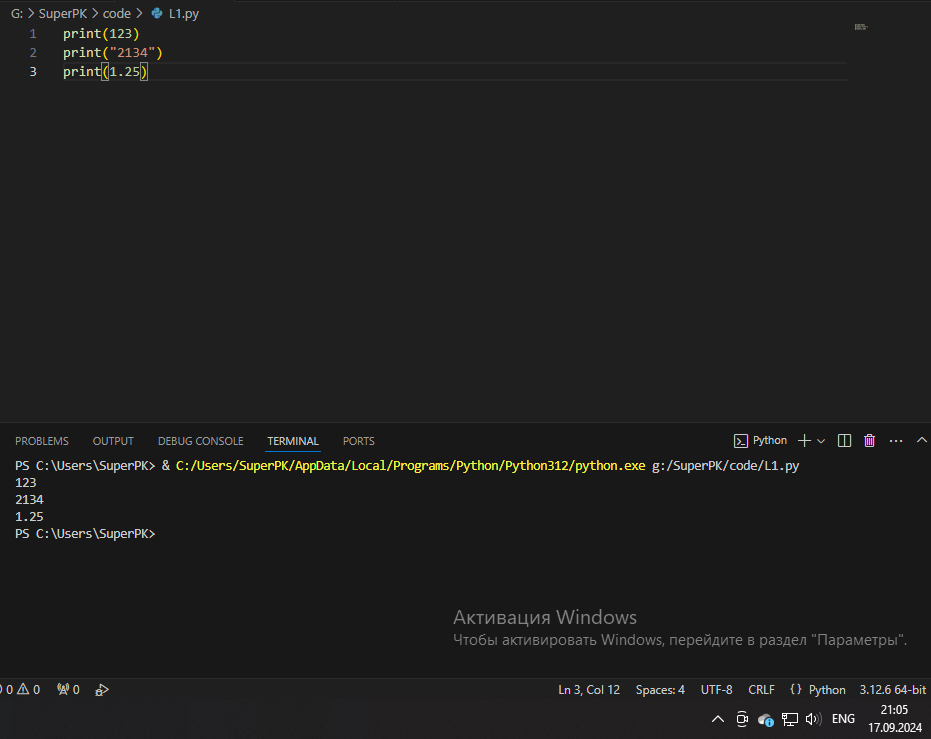 G: > SuperPK > code > L1.py
1 print(123)
2 print("2134")
3 print(1.25)
PROBLEMS OUTPUT DEBUG CONSOLE TERMINAL PORTS Python
PS C:\Users\SuperPK> & C:/Users/SuperPK/AppData/Local/Programs/Python/Python312/python.exe g:/SuperPK/code/L1.py
123
2134
1.25
PS C:\Users\SuperPK>
Активация Windows
Чтобы активировать Windows, перейдите в раздел "Параметры".
0 0 0 Ln 3, Col 12 Spaces: 4 UTF-8 CRLF {} Python 3.12.6 64-bit
ENG
21:05
17.09.2024